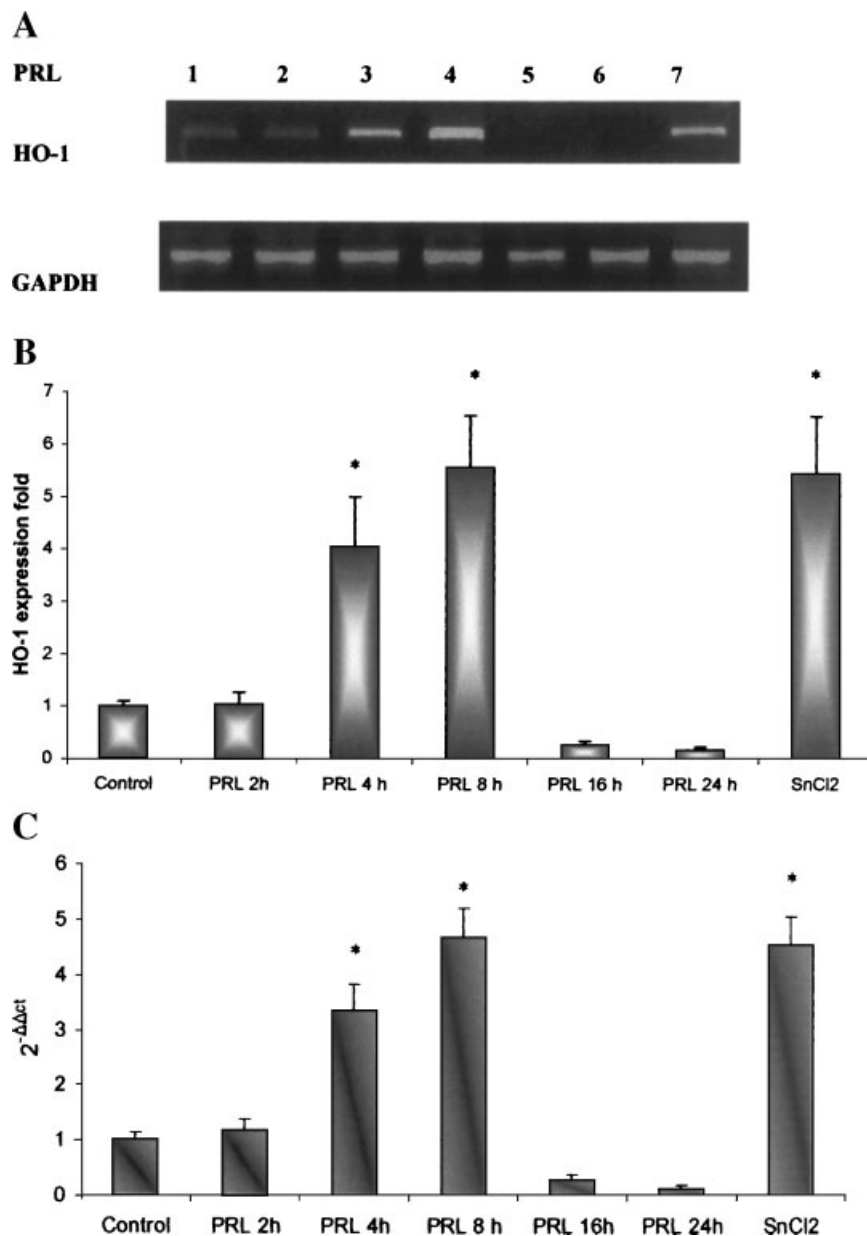 A
PRL 1 2 3 4 5 6 7
HO-1
GAPDH
B
HO-1 expression fold
7
6
5
4
3
2
1
0
* * *
Control PRL 2h PRL 4 h PRL 8 h PRL 16 h PRL 24 h SnCl2
C
2^-ΔΔct
6
5
4
3
2
1
0
* * *
Control PRL 2h PRL 4h PRL 8 h PRL 16h PRL 24h SnCl2